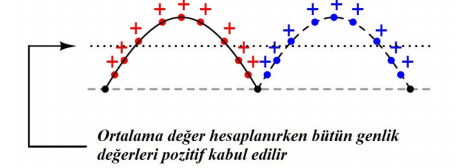 Ortalama değer hesaplanırken bütün genlik
değerleri pozitif kabul edilir